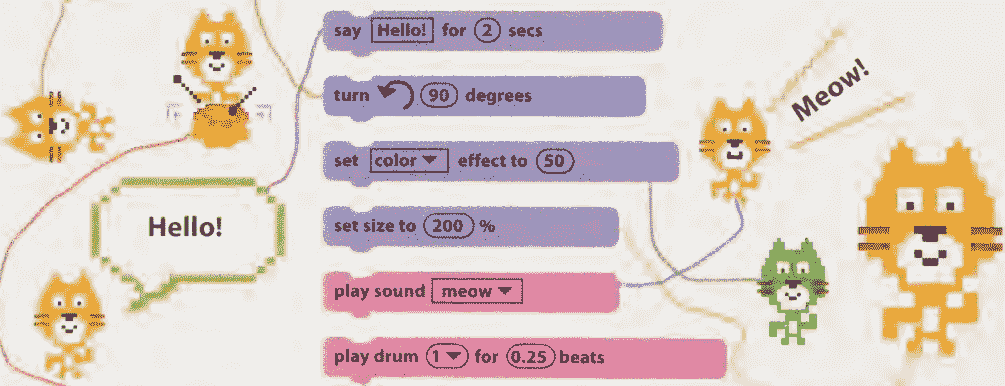 say Hello! for 2 secs
turn 90 degrees
set color effect to 50
set size to 200 %
play sound meow
play drum 1 for 0.25 beats
Hello!
Meow!